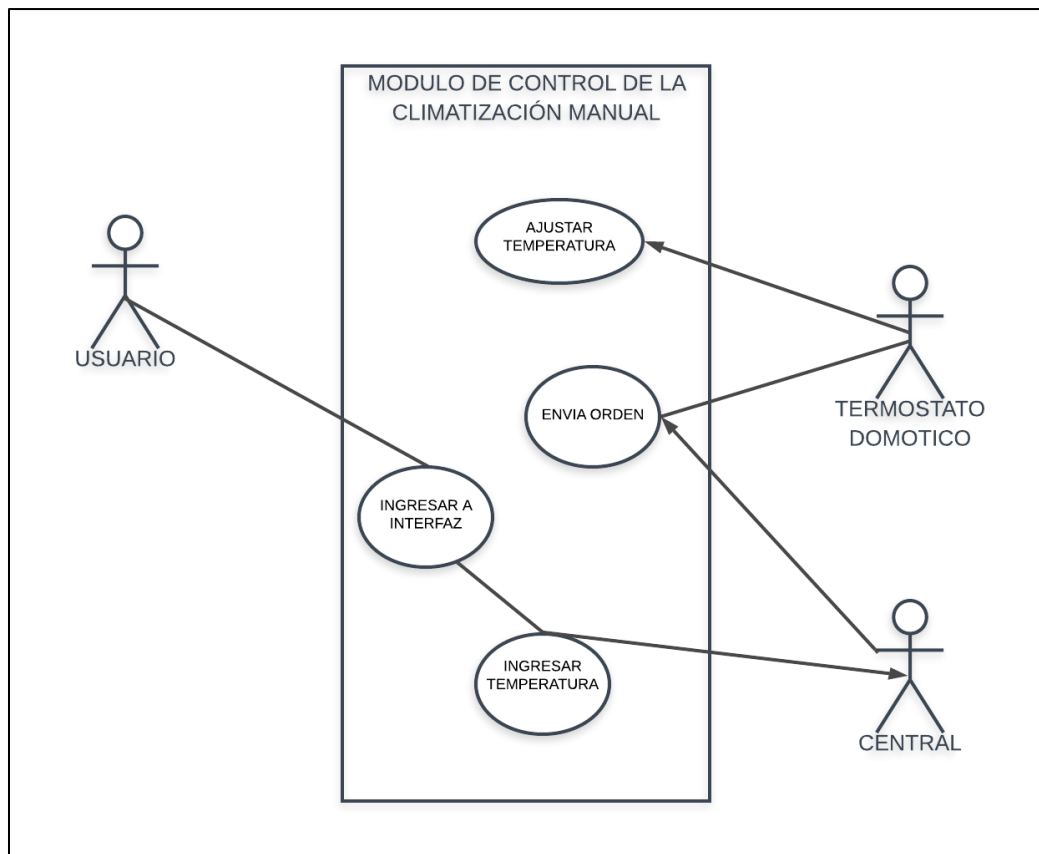 MODULO DE CONTROL DE LA
CLIMATIZACIÓN MANUAL
AJUSTAR
TEMPERATURA
USUARIO
TERMOSTATO
DOMOTICO
ENVIA ORDEN
INGRESAR A
INTERFAZ
INGRESAR
TEMPERATURA
CENTRAL